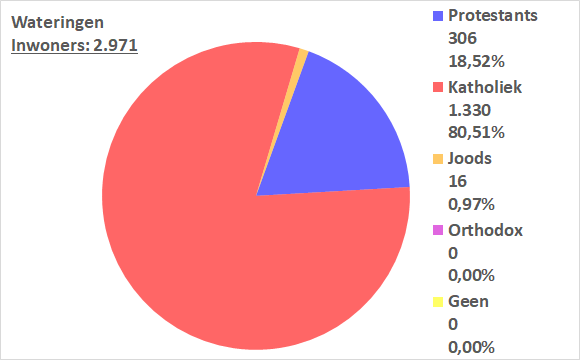 Wateringen
Inwoners: 2.971
Protestants
306
18,52%
Katholiek
1.330
80,51%
Joods
16
0,97%
Orthodox
0
0,00%
Geen
0
0,00%